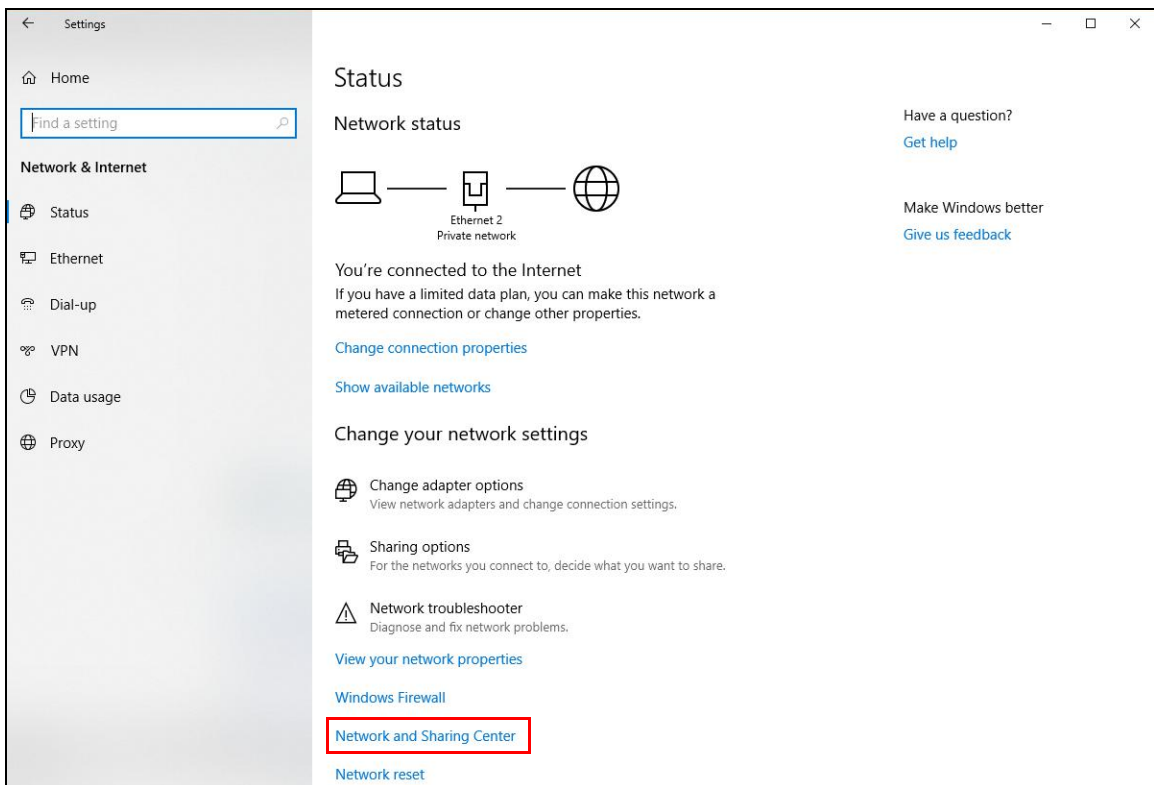 Settings
Home
Find a setting
Network & Internet
Status
Ethernet
Dial-up
VPN
Data usage
Proxy
Status
Network status
Ethernet 2
Private network
You're connected to the Internet
If you have a limited data plan, you can make this network a
metered connection or change other properties.
Change connection properties
Show available networks
Change your network settings
Change adapter options
View network adapters and change connection settings.
Sharing options
For the networks you connect to, decide what you want to share.
Network troubleshooter
Diagnose and fix network problems.
View your network properties
Windows Firewall
Network and Sharing Center
Network reset
Have a question?
Get help
Make Windows better
Give us feedback